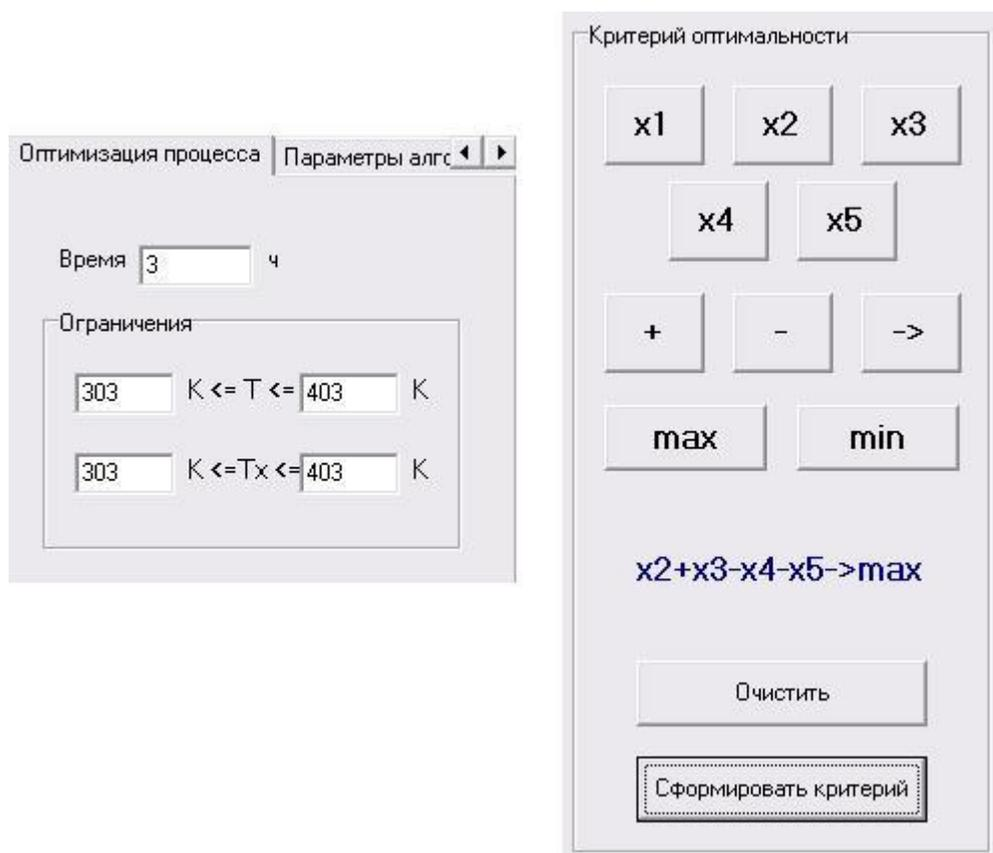 Оптимизация процесса
Параметры алго
Время 3 ч
Ограничения
303 K <= T <= 403 K
303 K <=Tx <= 403 K
Критерий оптимальности
x1 x2 x3
x4 x5
+ - ->
max min
x2+x3-x4-x5->max
Очистить
Сформировать критерий